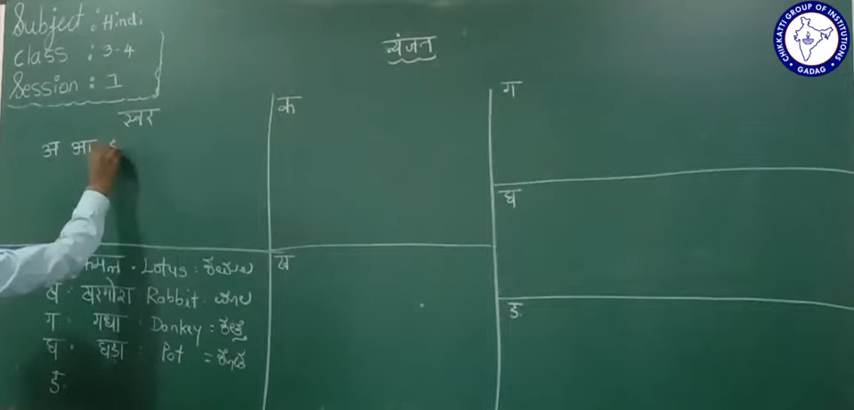 Subject : Hindi
Class : 3-4
Session : 1
व्यंजन
स्वर
अ आ
कमल . Lotus : ಕಮಲ
ख . खरगोश Rabbit . ಮೊಲ
ग . गधा . Donkey : ಕತ್ತೆ
घ . घड़ा . Pot =
ङ
क
ख
ग
घ
ङ
CHIKKATTI GROUP OF INSTITUTIONS
GADAG